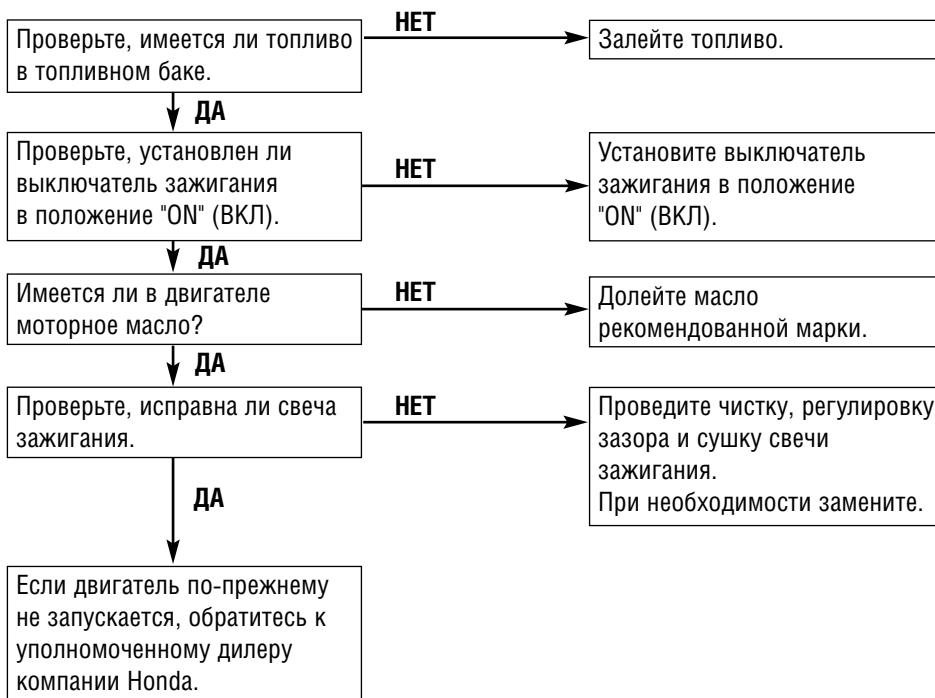 Проверьте, имеется ли топливо
в топливном баке.
НЕТ
Залейте топливо.
ДА
Проверьте, установлен ли
выключатель зажигания
в положение "ON" (ВКЛ).
НЕТ
Установите выключатель
зажигания в положение
"ON" (ВКЛ).
ДА
Имеется ли в двигателе
моторное масло?
НЕТ
Долейте масло
рекомендованной марки.
ДА
Проверьте, исправна ли свеча
зажигания.
НЕТ
Проведите чистку, регулировку
зазора и сушку свечи
зажигания.
При необходимости замените.
ДА
Если двигатель по-прежнему
не запускается, обратитесь к
уполномоченному дилеру
компании Honda.